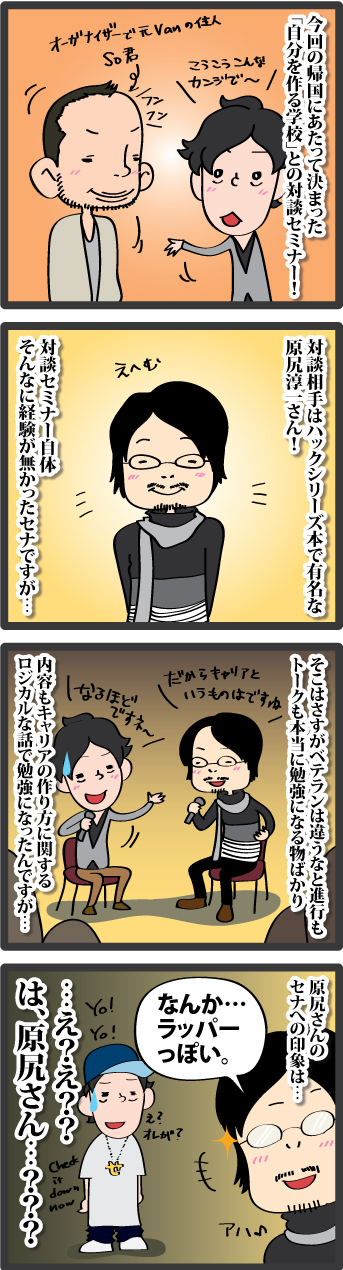 今回の帰国にあたって決まった
「自分を作る学校」との対談セミナー！
オーガナイザーで元Vanの住人
So君
フン
フン
こうこうこんな
カンジで〜
対談相手はハックシリーズ本で有名な
原尻淳一さん！
えへむ
対談セミナー自体
そんなに経験が無かったセナですが…
そこはさすがベテランは違うなと進行も
トークも本当に勉強になる物ばかり
だからキャリアと
いうものはですね
なるほど
ですネ〜
内容もキャリアの作り方に関する
ロジカルな話で勉強になったんですが…
原尻さんの
セナへの印象は…
なんか…
ラッパー
っぽい。
Yo!
Yo!
え?
オレが?
…え？え？？
は、原尻さん…？？？
Check
it
down
now
セ
アハ♪